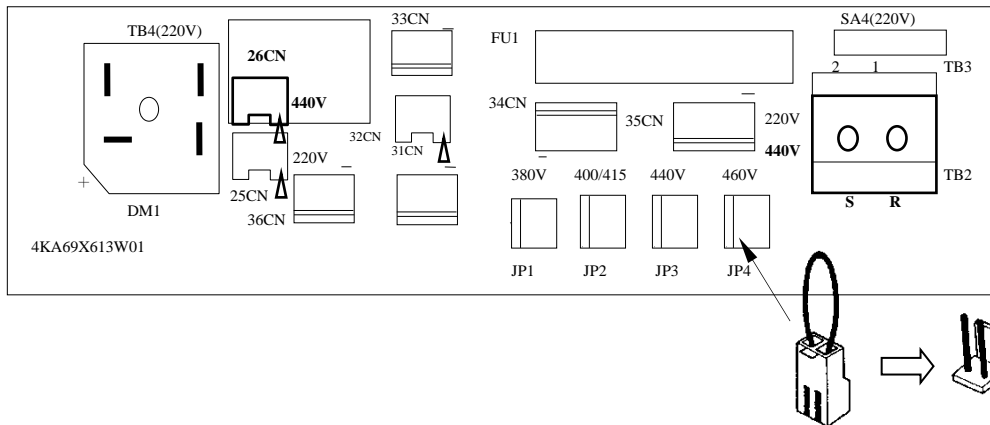 33CN
SA4(220V)
TB4(220V)
FU1
26CN
2 1
TB3
440V
34CN
35CN
220V
32CN
31CN
440V
220V
380V
400/415
440V
460V
TB2
+
25CN
S R
DM1
36CN
4KA69X613W01
JP1
JP2
JP3
JP4